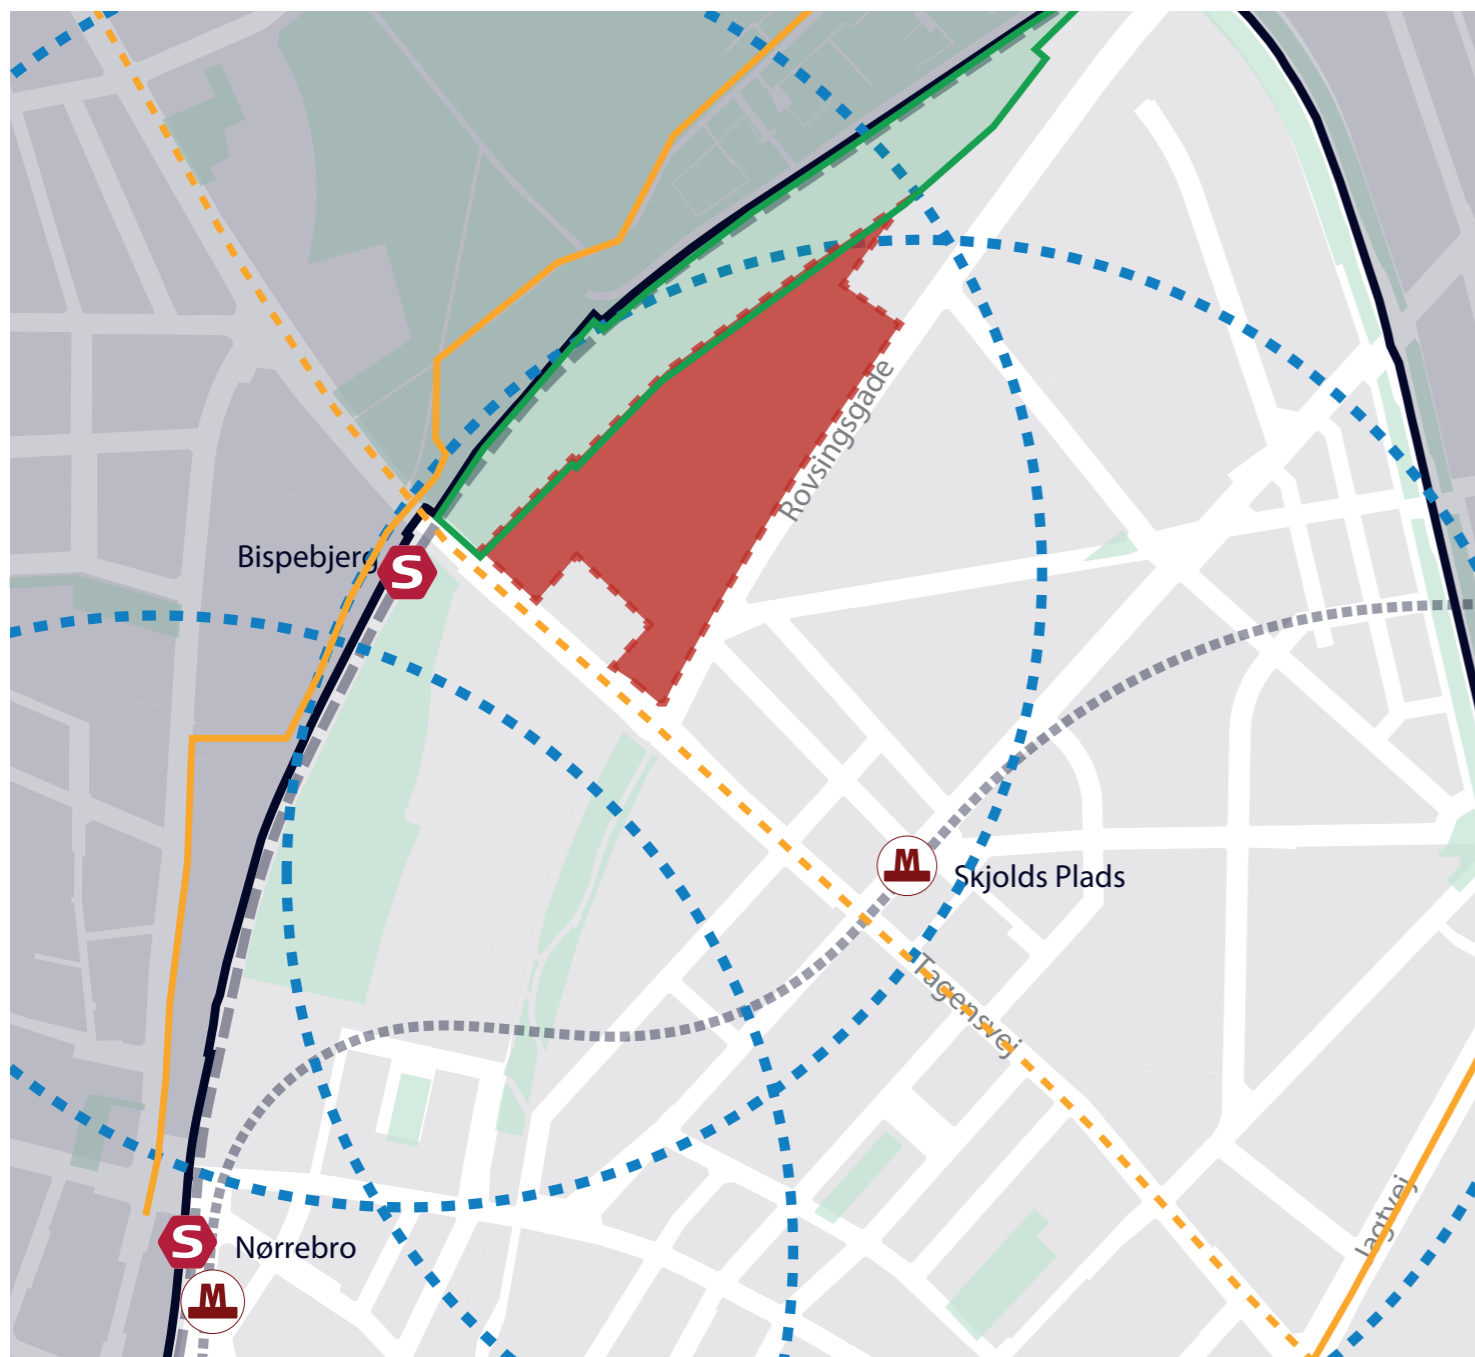 Rovsingsgade
Bispebjerg
S
M
Skjolds Plads
Tagensvej
Jagtvej
S
Nørrebro
M